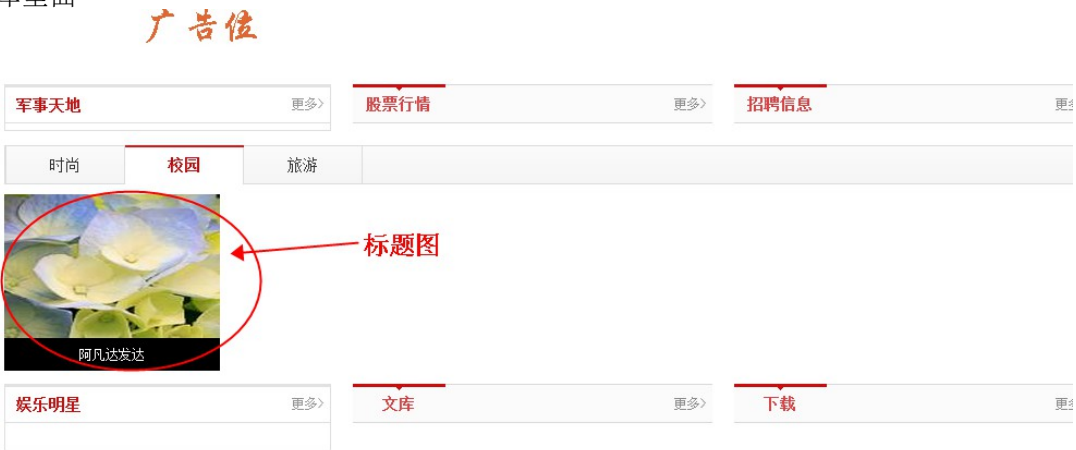 广告位
军事天地 更多> 股票行情 更多> 招聘信息
时尚 校园 旅游
标题图
阿凡达发达
娱乐明星 更多> 文库 更多> 下载